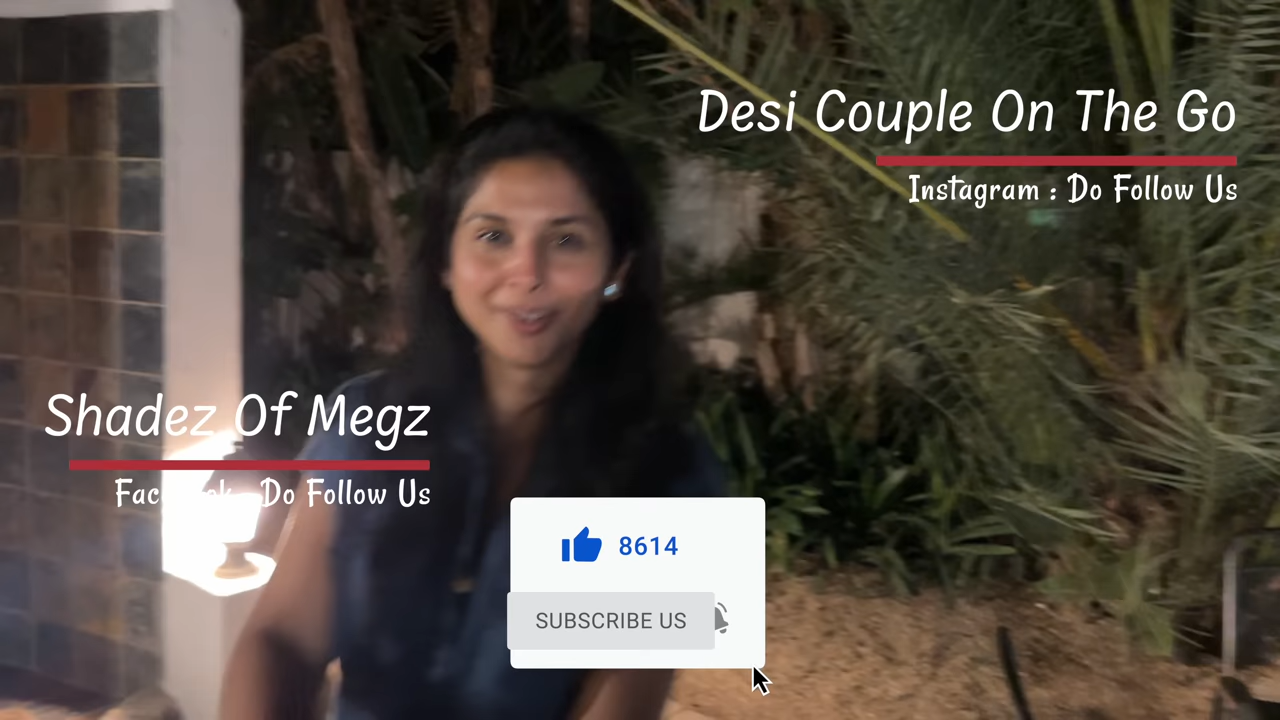 Desi Couple On The Go
Instagram : Do Follow Us
Shadez Of Megz
Do Follow Us
8614
SUBSCRIBE US